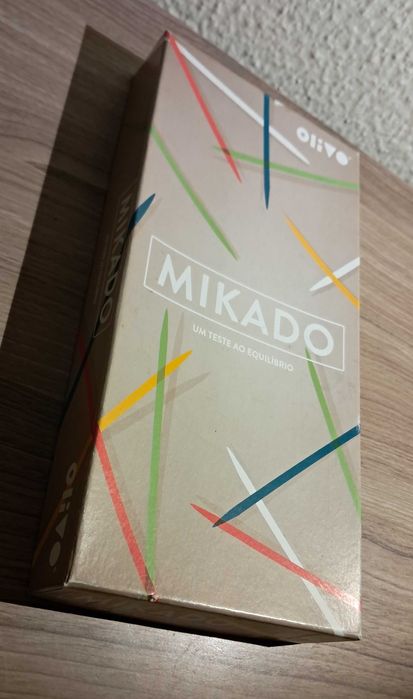 olivo
MIKADO
UM TESTE AO EQUILÍBRIO
MIKADO
olivo